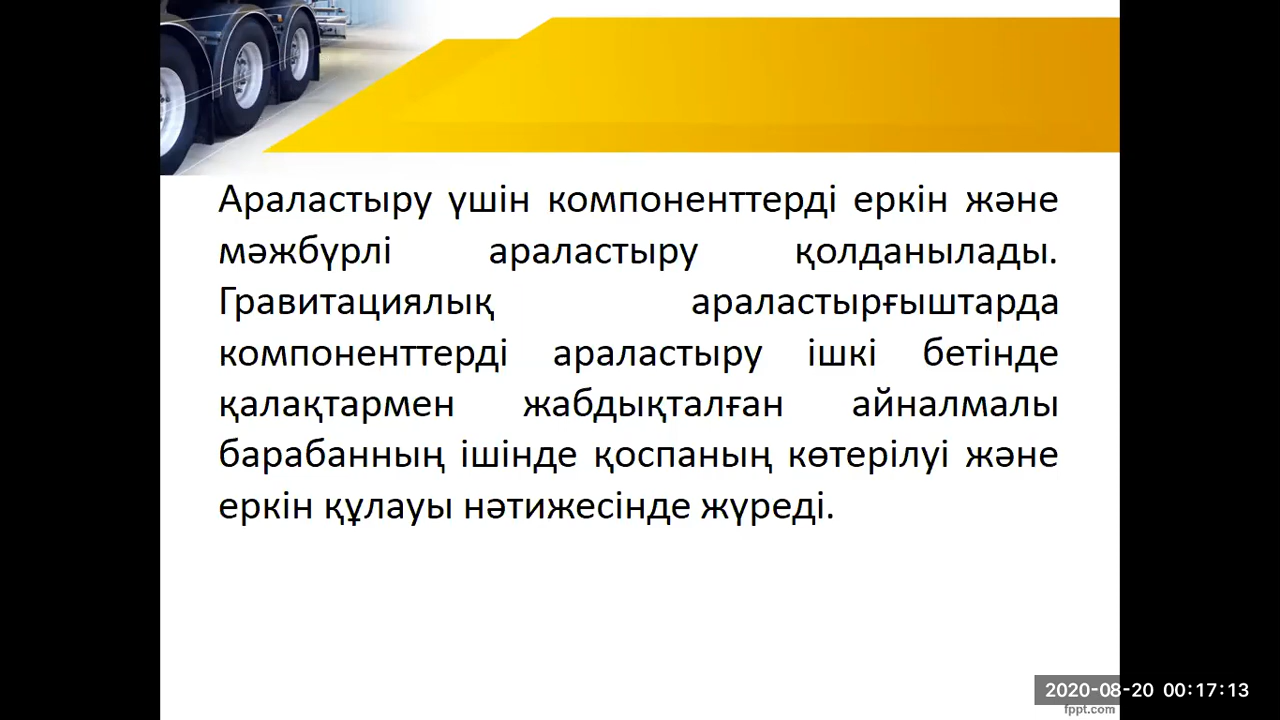 Араластыру үшін компоненттерді еркін және
мәжбүрлі араластыру қолданылады.
Гравитациялық араластырғыштарда
компоненттерді араластыру ішкі бетінде
қалақтармен жабдықталған айналмалы
барабанның ішінде қоспаның көтерілуі және
еркін құлауы нәтижесінде жүреді.
2020-08-20 00:17:13
fppt.com